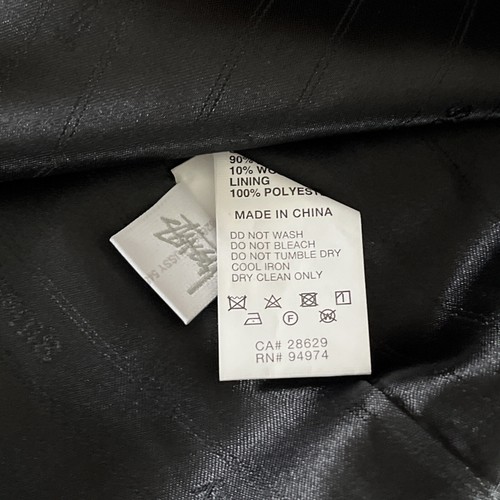 90%
10% WO
LINING
100% POLYEST
MADE IN CHINA
DO NOT WASH
DO NOT BLEACH
DO NOT TUMBLE DRY
COOL IRON
DRY CLEAN ONLY
F
W
CA# 28629
RN# 94974
Stüssy